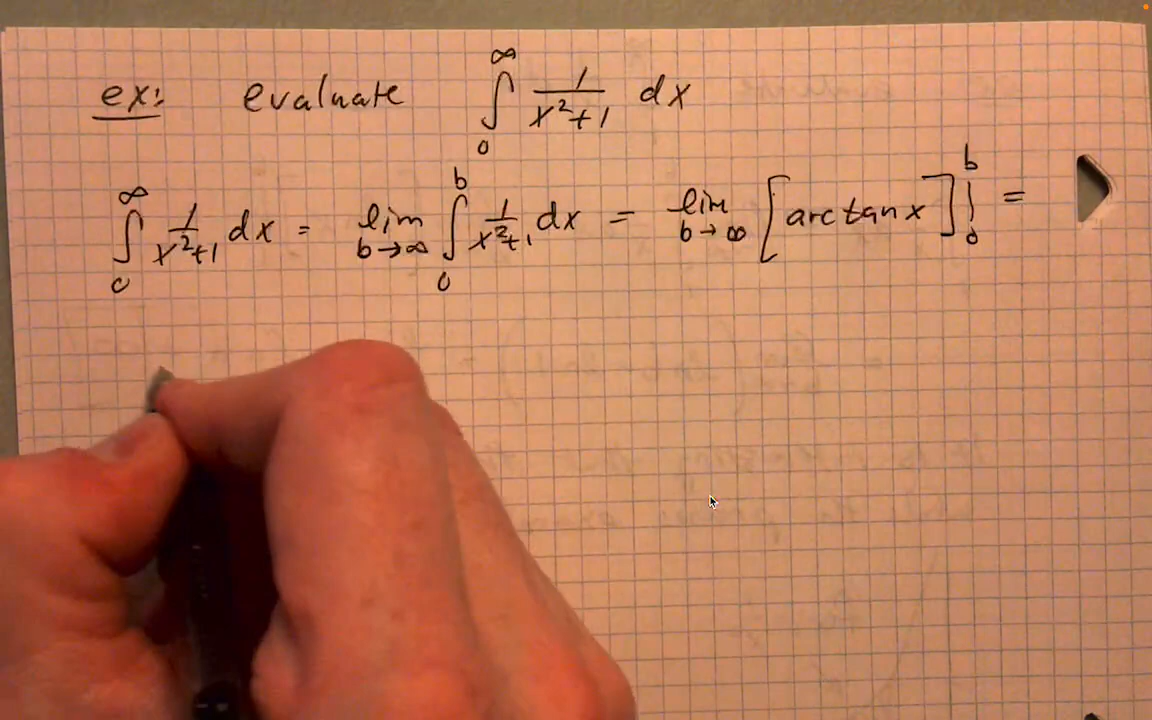 ex: evaluate ∫₀^∞ 1/(x²+1) dx
∫₀^∞ 1/(x²+1) dx = lim_{b→∞} ∫₀^b 1/(x²+1) dx = lim_{b→∞} [arctan x] |₀^b =